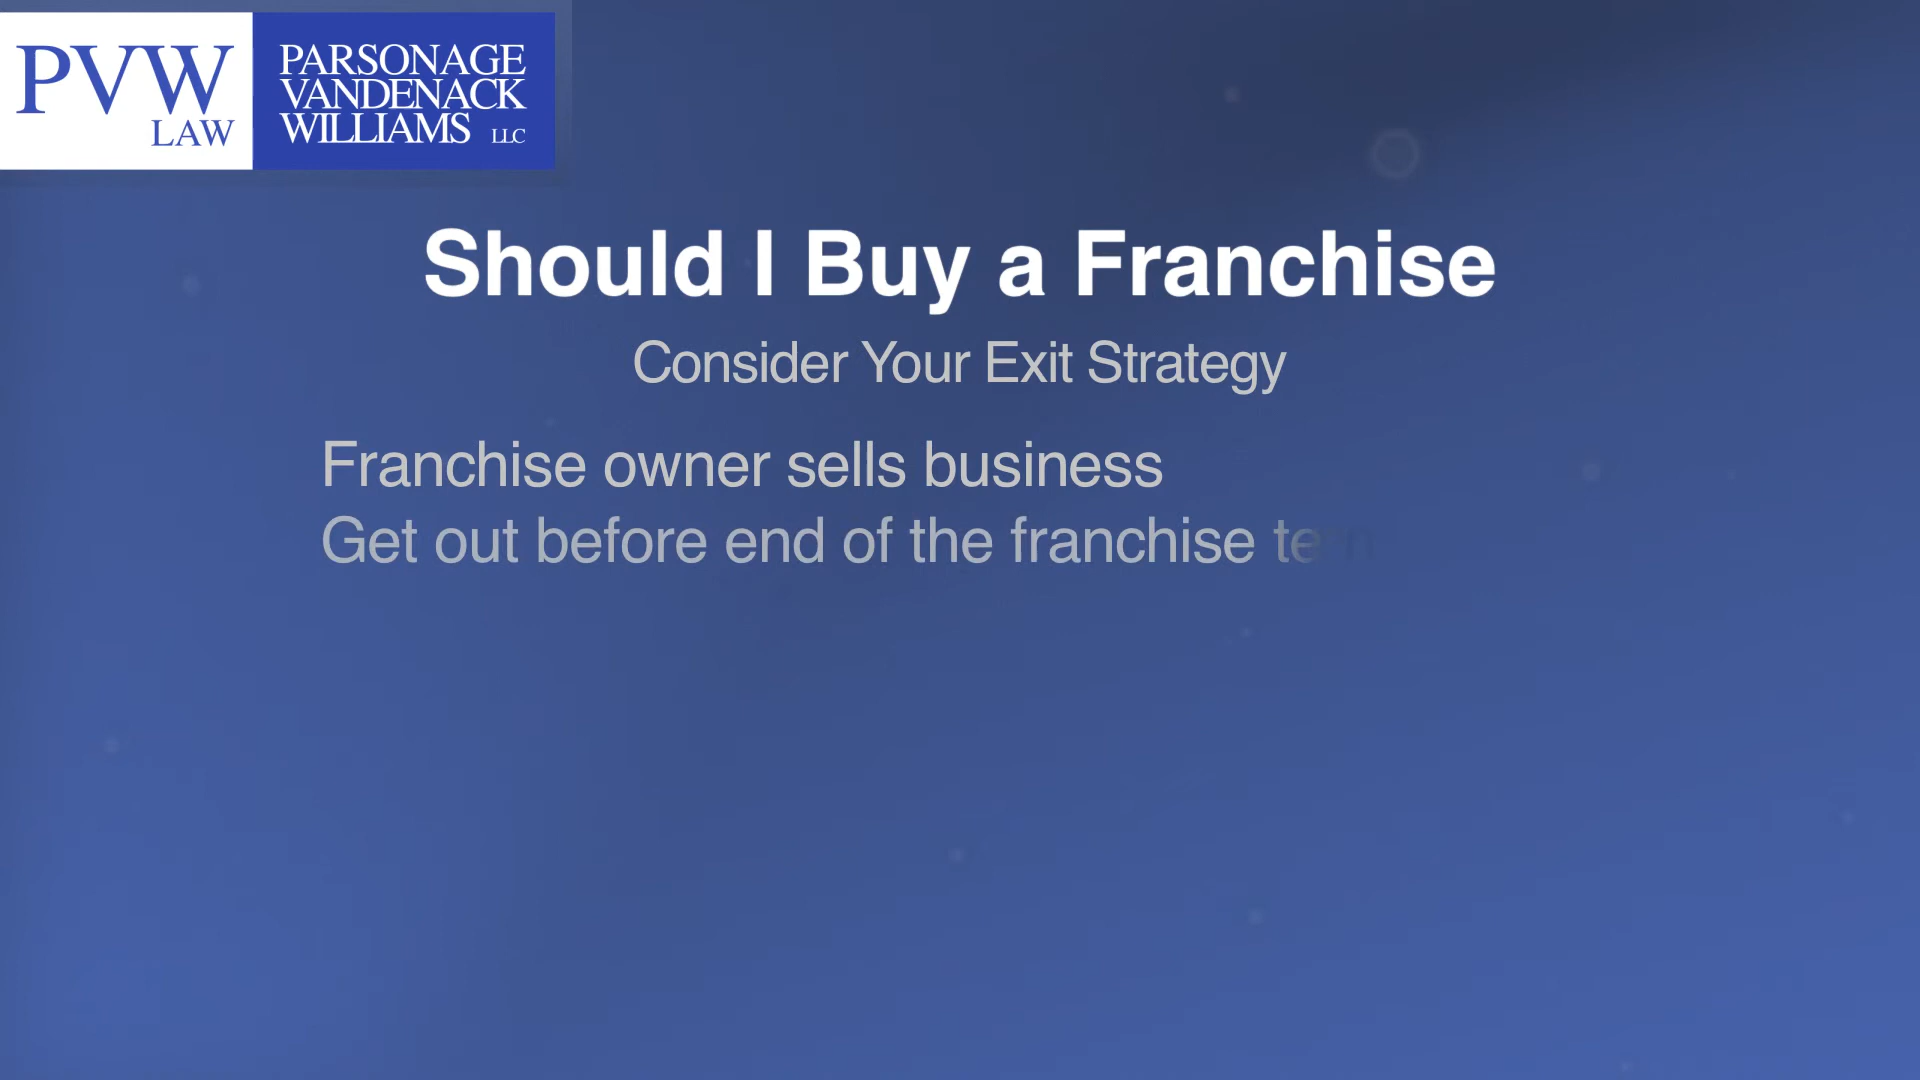 PVW
LAW
PARSONAGE
VANDENACK
WILLIAMS LLC
Should I Buy a Franchise
Consider Your Exit Strategy
Franchise owner sells business
Get out before end of the franchise